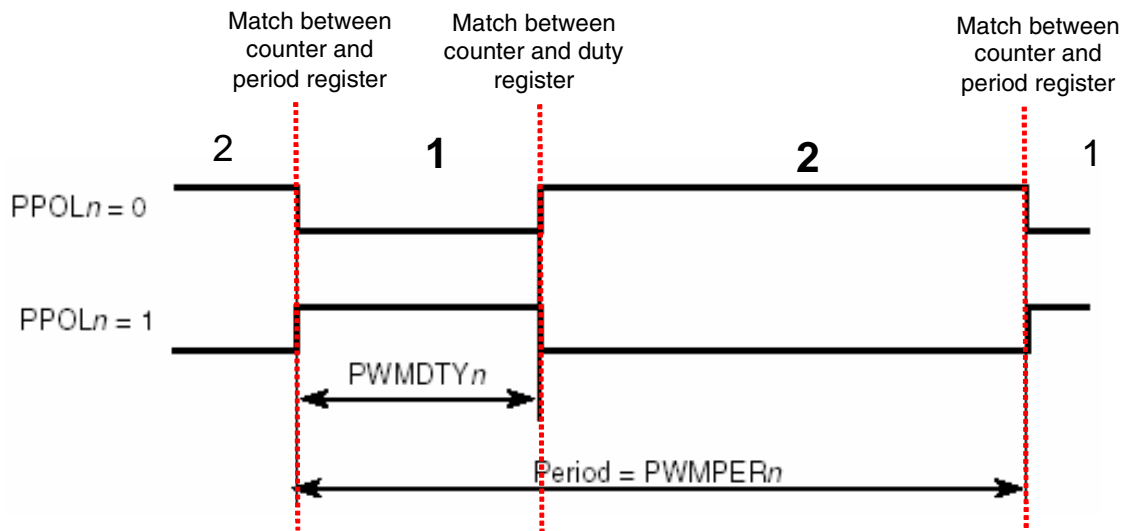 Match between
counter and
period register
Match between
counter and duty
register
Match between
counter and
period register
2
1
2
1
PPOLn = 0
PPOLn = 1
PWMDTYn
Period = PWMPERn